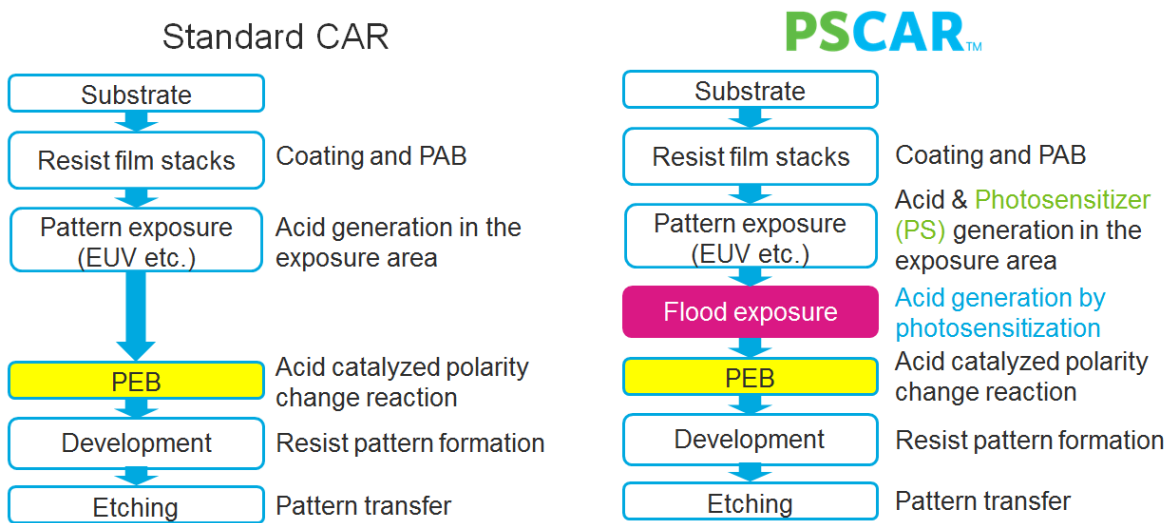 Standard CAR
Substrate
Resist film stacks
Coating and PAB
Pattern exposure
(EUV etc.)
Acid generation in the
exposure area
PEB
Acid catalyzed polarity
change reaction
Development
Resist pattern formation
Etching
Pattern transfer
PSCAR™
Substrate
Resist film stacks
Coating and PAB
Pattern exposure
(EUV etc.)
Acid & Photosensitizer
(PS) generation in the
exposure area
Flood exposure
Acid generation by
photosensitization
PEB
Acid catalyzed polarity
change reaction
Development
Resist pattern formation
Etching
Pattern transfer